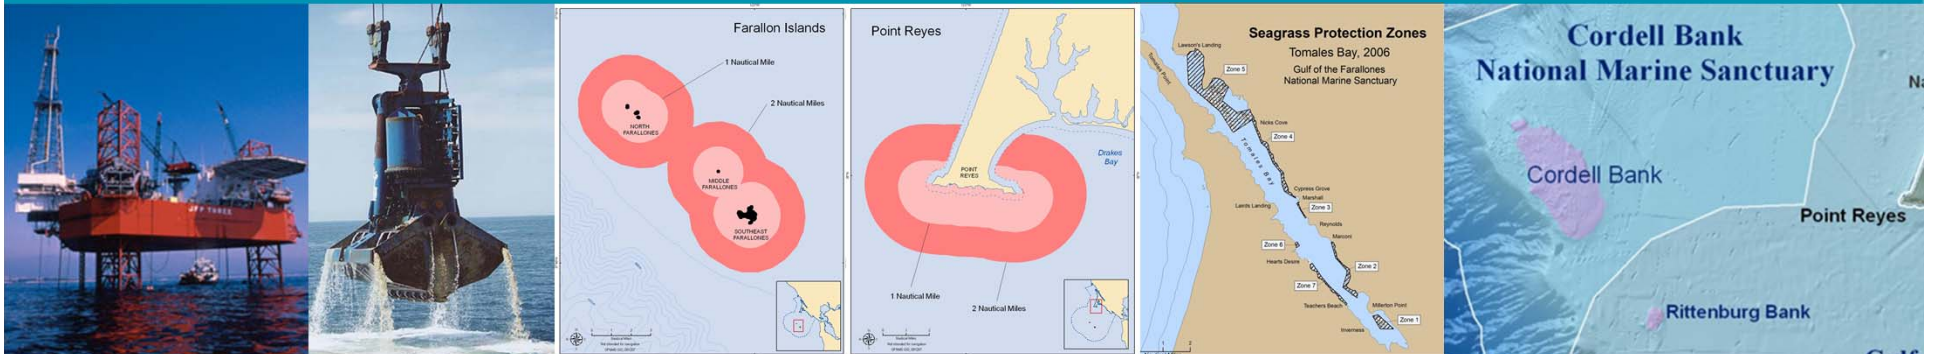 JFP THREE
Farallon Islands
1 Nautical Mile
2 Nautical Miles
NORTH
FARALLONES
MIDDLE
FARALLONES
SOUTHEAST
FARALLONES
Point Reyes
POINT
REYES
Drakes
Bay
1 Nautical Mile
2 Nautical Miles
Seagrass Protection Zones
Tomales Bay, 2006
Gulf of the Farallones
National Marine Sanctuary
Lawson's Landing
Tomales Point
Zone 5
Nicks Cove
Zone 4
Tomales Bay
Cypress Grove
Marshall
Zone 3
Lairds Landing
Reynolds
Marconi
Zone 6
Hearts Desire
Zone 2
Zone 7
Teachers Beach
Millerton Point
Zone 1
Inverness
Cordell Bank
National Marine Sanctuary
Cordell Bank
Point Reyes
Rittenburg Bank